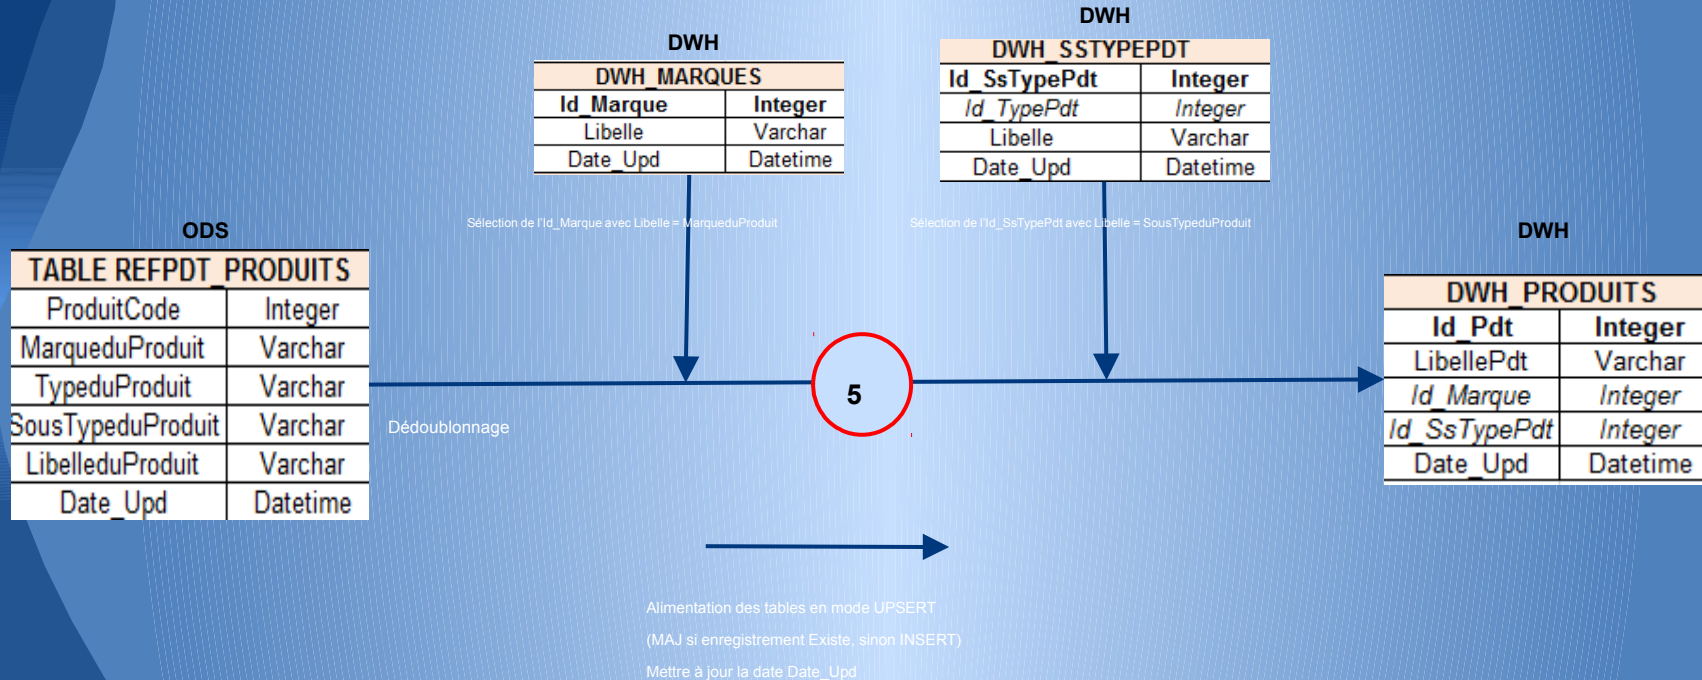 DWH
DWH_SSTYPEPDT
Id_SsTypePdt Integer
Id_TypePdt Integer
Libelle Varchar
Date_Upd Datetime
DWH
DWH_MARQUES
Id_Marque Integer
Libelle Varchar
Date_Upd Datetime
Sélection de l'Id_Marque avec Libelle = MarqueduProduit
Sélection de l'Id_SsTypePdt avec Libelle = SousTypeduProduit
ODS
TABLE REFPDT_PRODUITS
ProduitCode Integer
MarqueduProduit Varchar
TypeduProduit Varchar
SousTypeduProduit Varchar
LibelleduProduit Varchar
Date_Upd Datetime
Dédoublonnage
5
DWH
DWH_PRODUITS
Id_Pdt Integer
LibellePdt Varchar
Id_Marque Integer
Id_SsTypePdt Integer
Date_Upd Datetime
Alimentation des tables en mode UPSERT
(MAJ si enregistrement Existe, sinon INSERT)
Mettre à jour la date Date_Upd